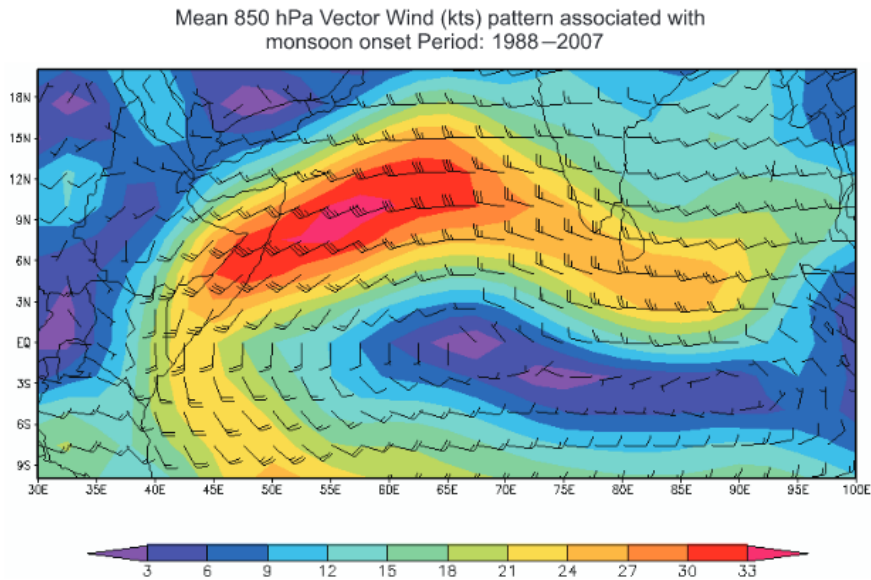 Mean 850 hPa Vector Wind (kts) pattern associated with
monsoon onset Period: 1988–2007
18N
15N
12N
9N
6N
3N
EQ
3S
6S
9S
30E 35E 40E 45E 50E 55E 60E 65E 70E 75E 80E 85E 90E 95E 100E
3 6 9 12 15 18 21 24 27 30 33